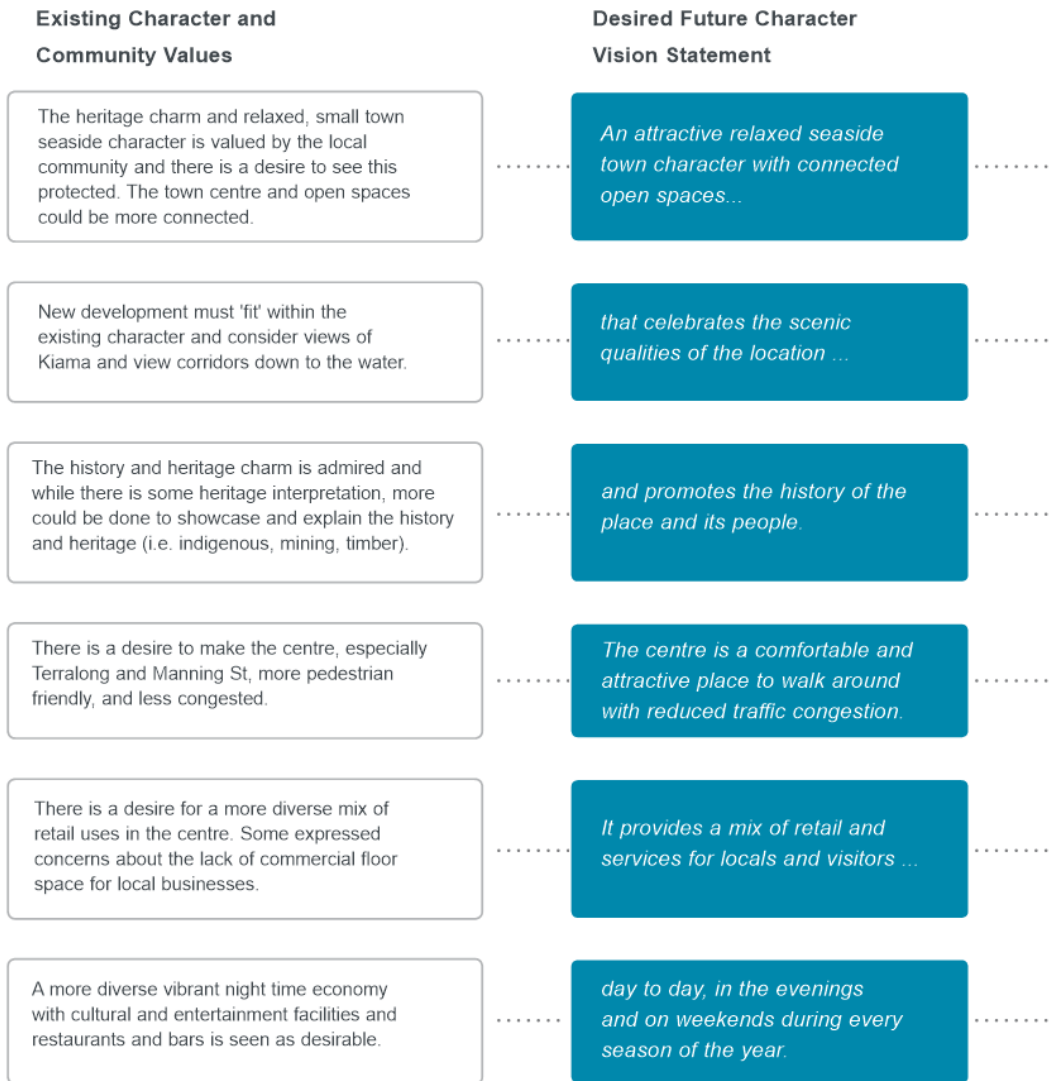 Existing Character and
Community Values
Desired Future Character
Vision Statement
The heritage charm and relaxed, small town
seaside character is valued by the local
community and there is a desire to see this
protected. The town centre and open spaces
could be more connected.
An attractive relaxed seaside
town character with connected
open spaces...
New development must 'fit' within the
existing character and consider views of
Kiama and view corridors down to the water.
that celebrates the scenic
qualities of the location ...
The history and heritage charm is admired and
while there is some heritage interpretation, more
could be done to showcase and explain the history
and heritage (i.e. indigenous, mining, timber).
and promotes the history of the
place and its people.
There is a desire to make the centre, especially
Terralong and Manning St, more pedestrian
friendly, and less congested.
The centre is a comfortable and
attractive place to walk around
with reduced traffic congestion.
There is a desire for a more diverse mix of
retail uses in the centre. Some expressed
concerns about the lack of commercial floor
space for local businesses.
It provides a mix of retail and
services for locals and visitors ...
A more diverse vibrant night time economy
with cultural and entertainment facilities and
restaurants and bars is seen as desirable.
day to day, in the evenings
and on weekends during every
season of the year.